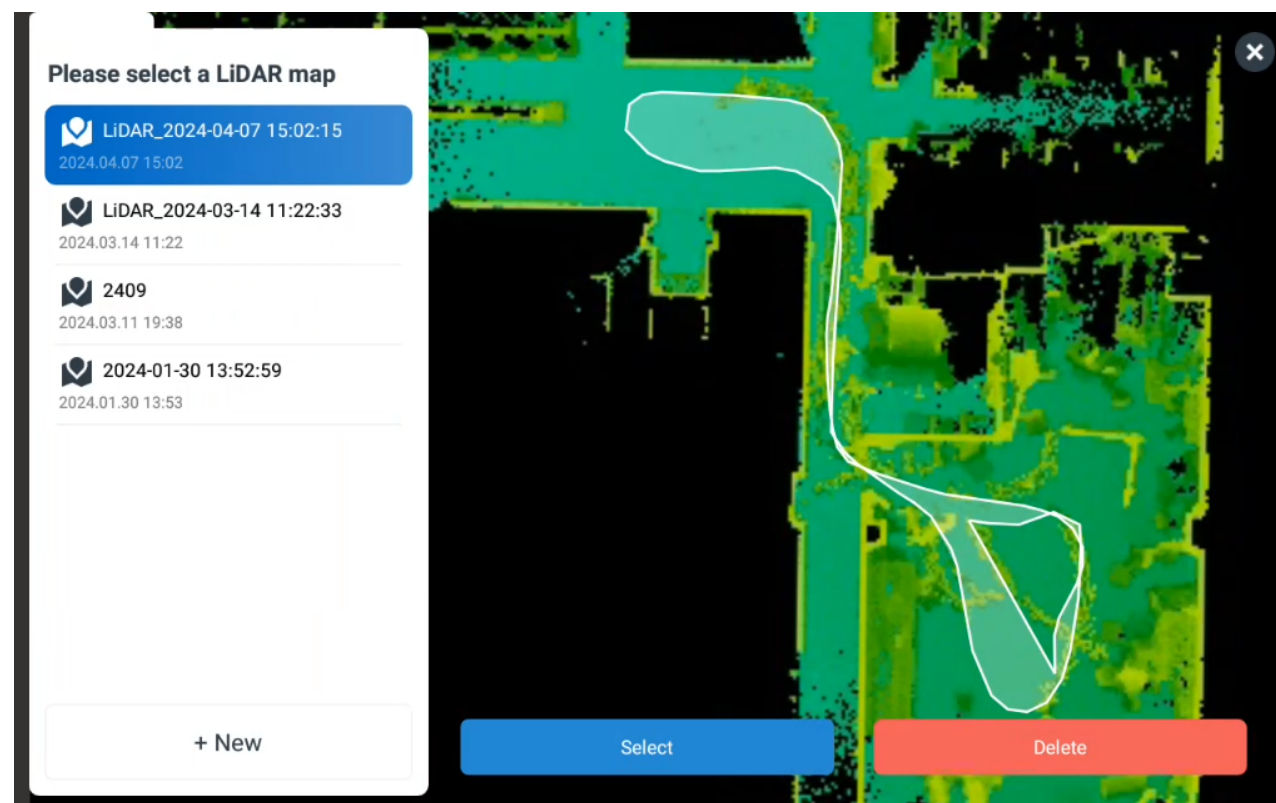 Please select a LiDAR map
LiDAR_2024-04-07 15:02:15
2024.04.07 15:02
LiDAR_2024-03-14 11:22:33
2024.03.14 11:22
2409
2024.03.11 19:38
2024-01-30 13:52:59
2024.01.30 13:53
+ New
Select
Delete